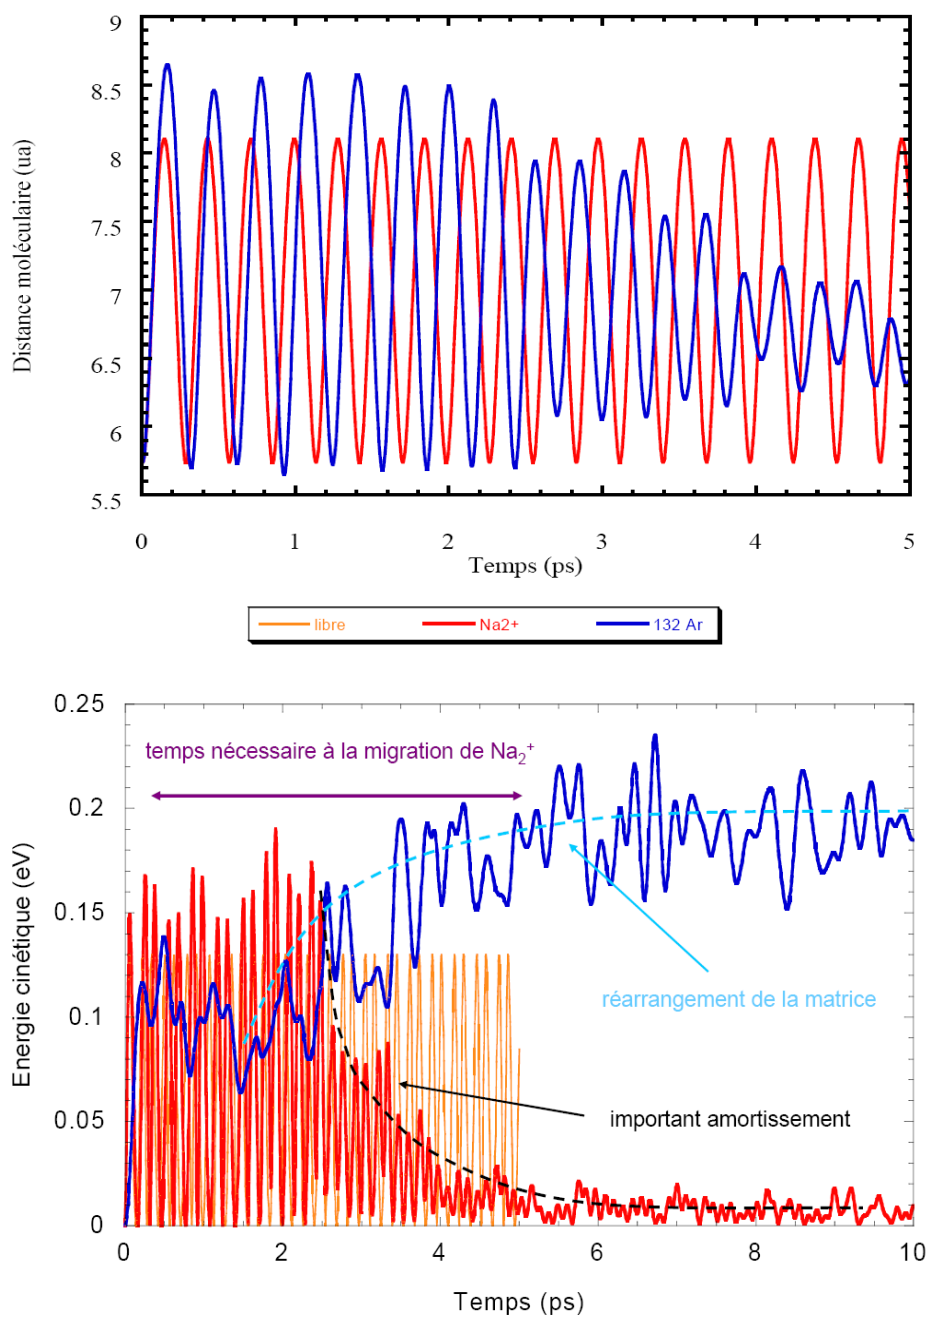 9
8.5
8
7.5
7
6.5
6
5.5
Distance moléculaire (ua)
0 1 2 3 4 5
Temps (ps)
libre Na2+ 132 Ar
0.25
0.2
0.15
0.1
0.05
0
Energie cinétique (eV)
temps nécessaire à la migration de Na₂⁺
réarrangement de la matrice
important amortissement
0 2 4 6 8 10
Temps (ps)